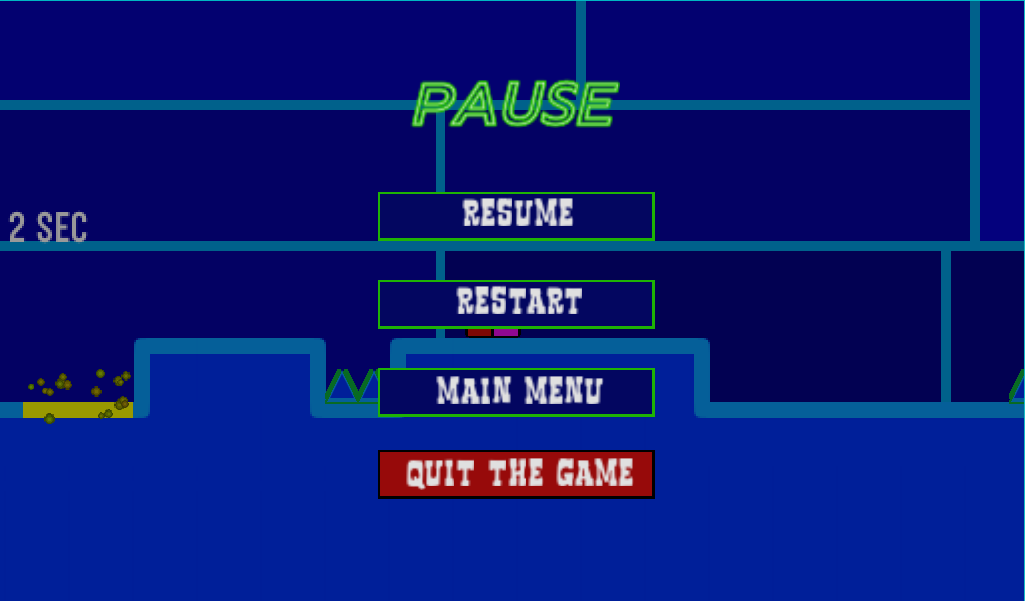 PAUSE
RESUME
2 SEC
RESTART
MAIN MENU
QUIT THE GAME